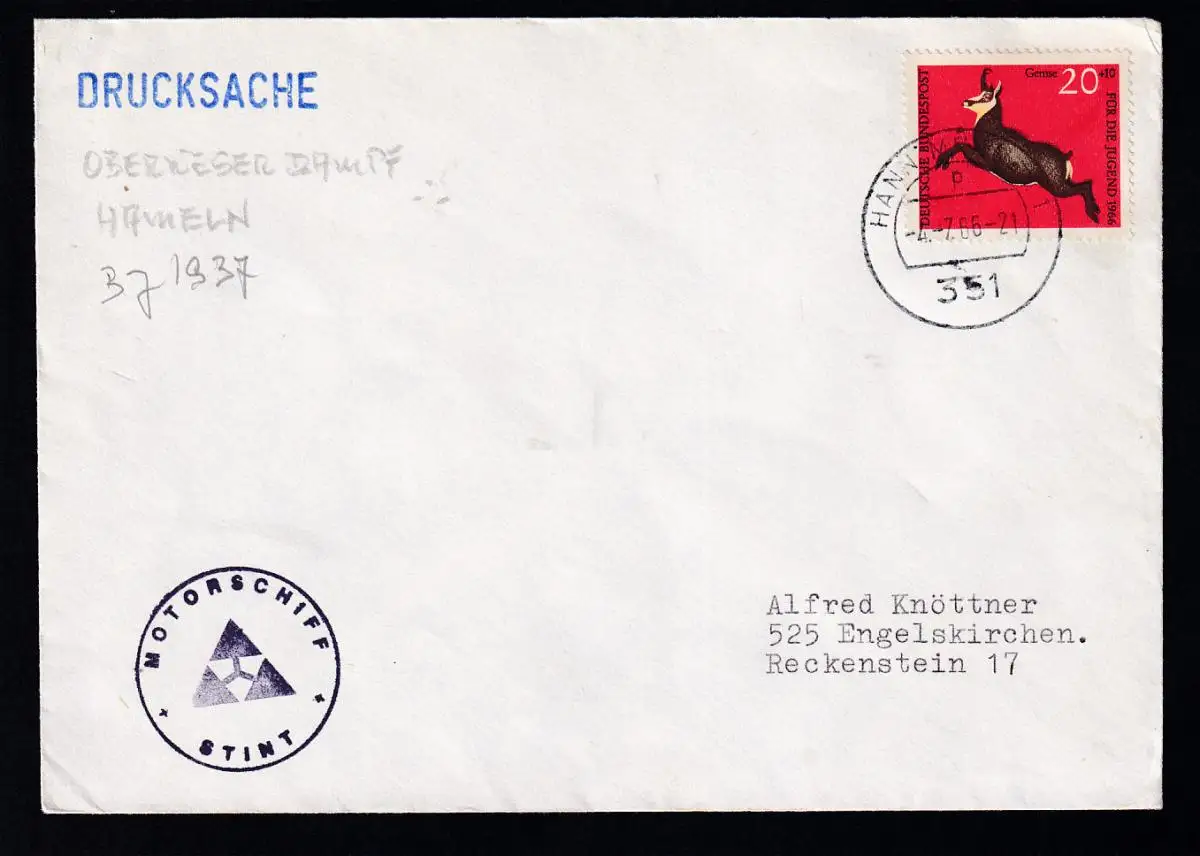 DRUCKSACHE
OBERWESER DAMPF
HAMELN
Bj 1937
Gemse 20+10
DEUTSCHE BUNDESPOST
FÜR DIE JUGEND 1966
HANN
p
-4.-7.66-21
351
MOTORSCHIFF
STINT
Alfred Knöttner
525 Engelskirchen.
Reckenstein 17